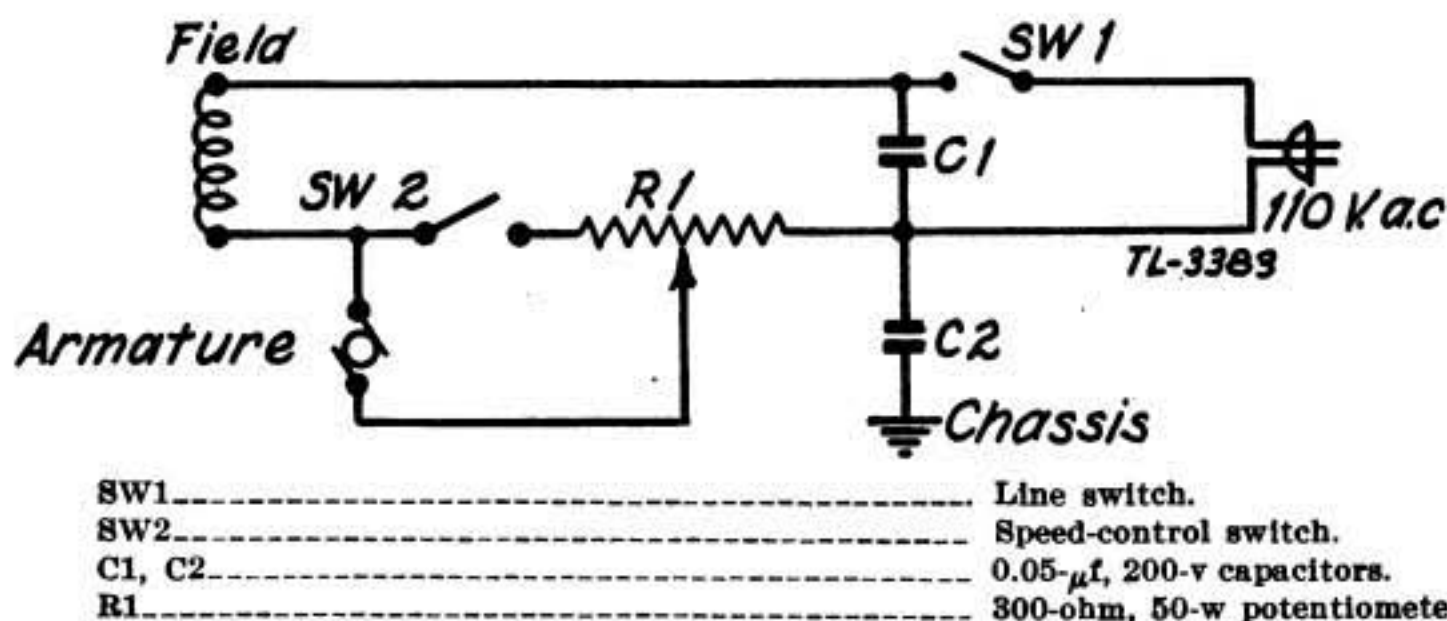 Field
SW 1
C1
SW 2
R1
110 V. a.c
TL-3383
Armature
C2
Chassis
SW1 Line switch.
SW2 Speed-control switch.
C1, C2 0.05-μf, 200-v capacitors.
R1 300-ohm, 50-w potentiomete